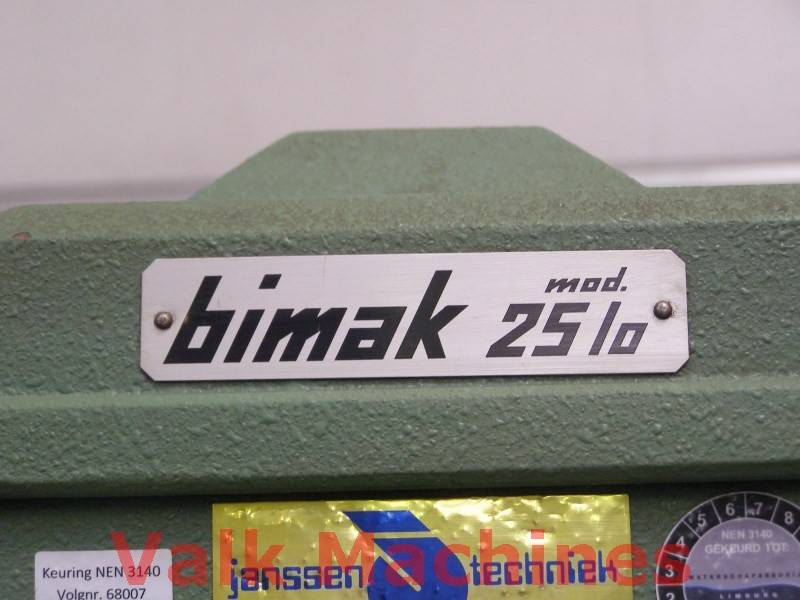 bimak mod.
25/o
Valk Machines
Keuring NEN 3140
Volgnr. 68007
janssen techniek
2 3 4 5 6 7 8
NEN 3140
GEKEURD TOT:
LIMBURG